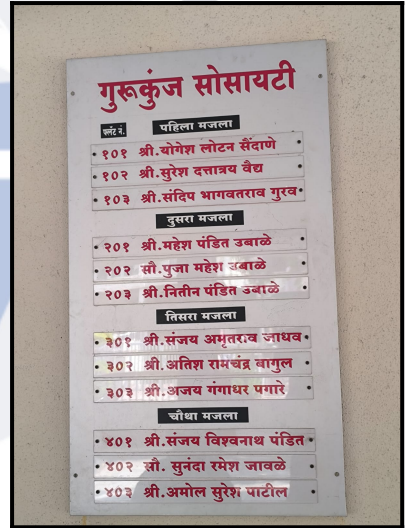 गुरूकुंज सोसायटी
फ्लॅट नं. पहिला मजला
१०१ श्री.योगेश लोटन सैंदाणे
१०२ श्री.सुरेश दत्तात्रय वैद्य
१०३ श्री.संदिप भागवतराव गुरव
दुसरा मजला
२०१ श्री.महेश पंडित उबाळे
२०२ सौ.पुजा महेश उबाळे
२०३ श्री.नितीन पंडित उबाळे
तिसरा मजला
३०१ श्री.संजय अमृतराव जाधव
३०२ श्री.अतिश रामचंद्र बागुल
३०३ श्री.अजय गंगाधर पगारे
चौथा मजला
४०१ श्री.संजय विश्वनाथ पंडित
४०२ सौ. सुनंदा रमेश जावळे
४०३ श्री.अमोल सुरेश पाटील